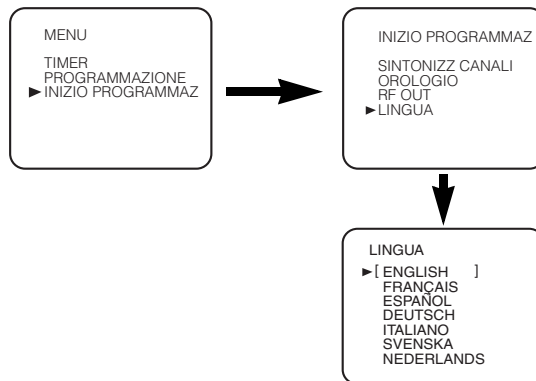 MENU
TIMER
PROGRAMMAZIONE
►INIZIO PROGRAMMAZ
INIZIO PROGRAMMAZ
SINTONIZZ CANALI
OROLOGIO
RF OUT
►LINGUA
LINGUA
►[ ENGLISH ]
FRANÇAIS
ESPAÑOL
DEUTSCH
ITALIANO
SVENSKA
NEDERLANDS